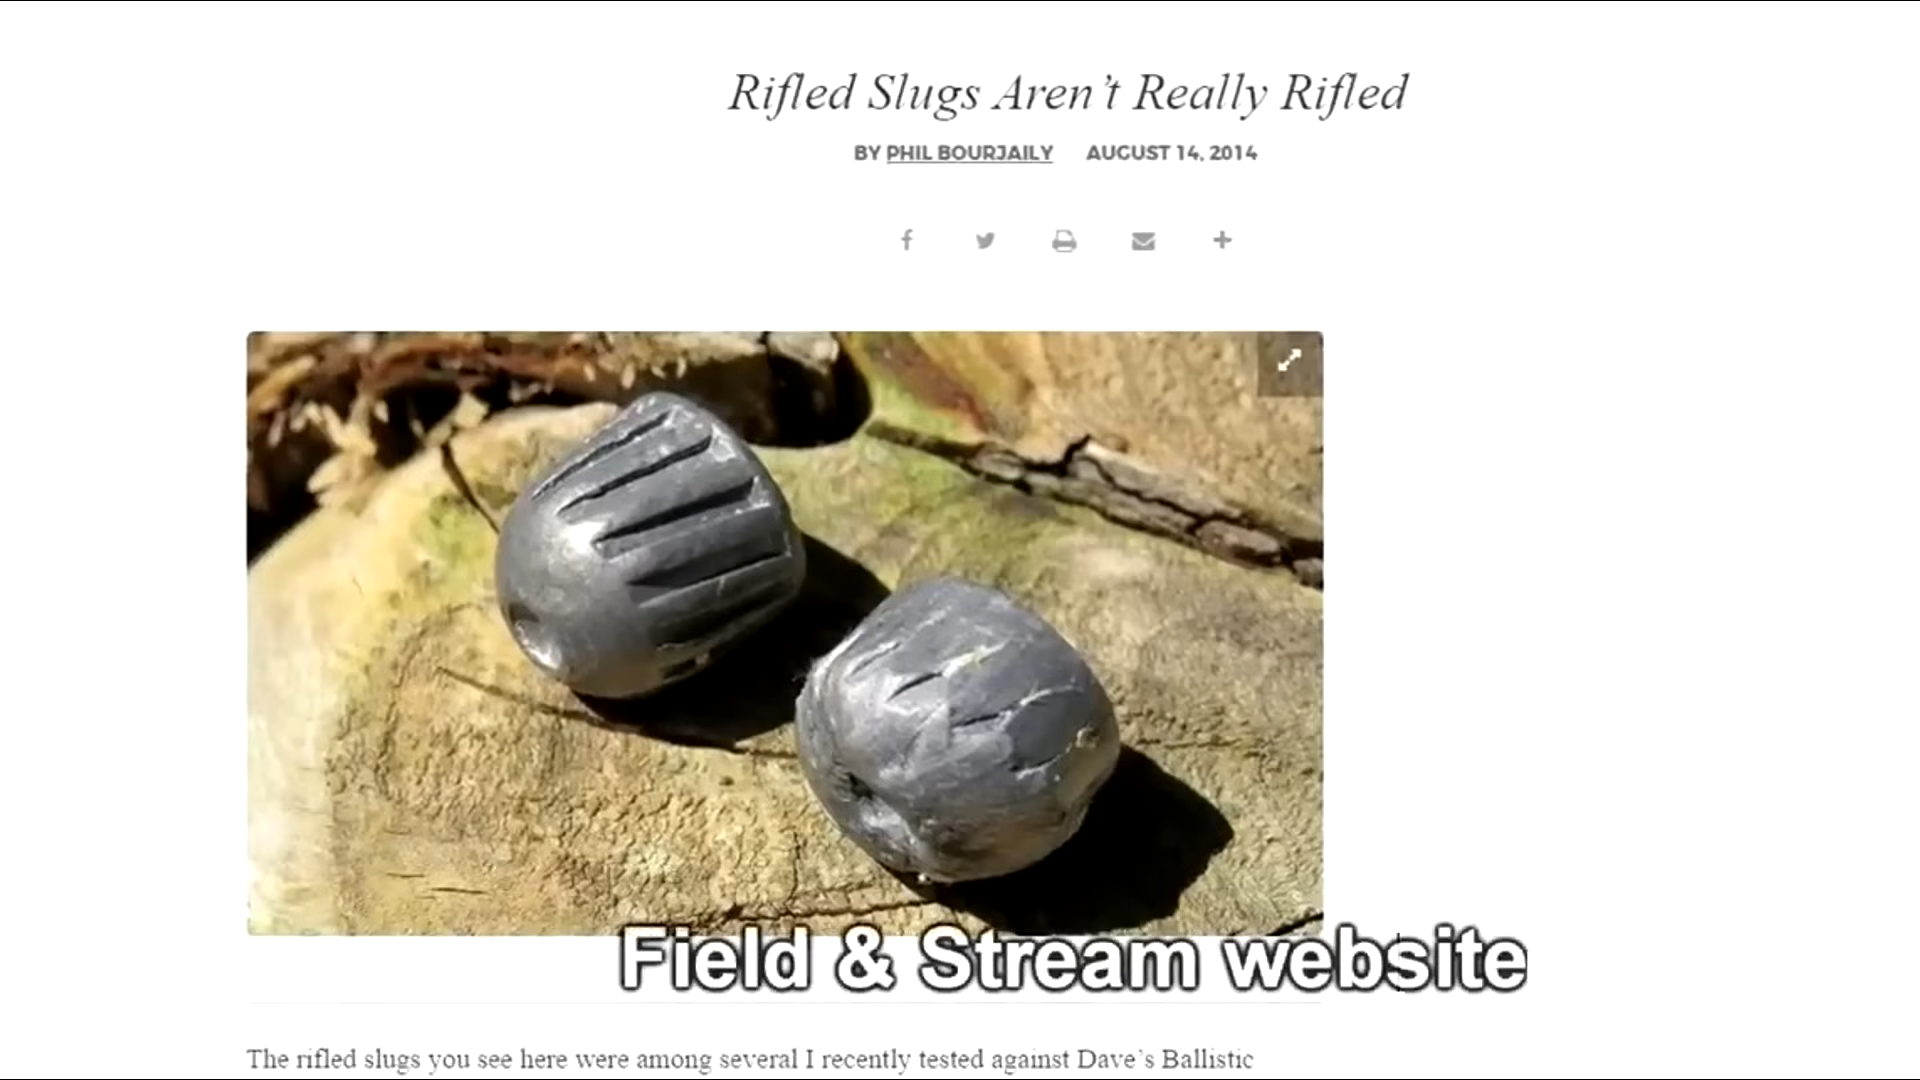 Rifled Slugs Aren’t Really Rifled
BY PHIL BOURJAILY AUGUST 14, 2014
Field & Stream website
The rifled slugs you see here were among several I recently tested against Dave’s Ballistic